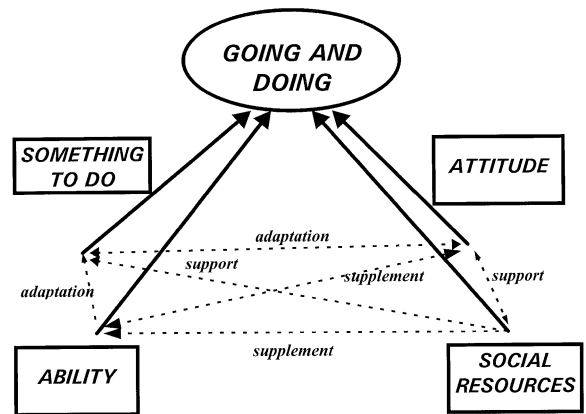 GOING AND
DOING
SOMETHING
TO DO
ATTITUDE
adaptation
support
supplement
support
adaptation
supplement
ABILITY
SOCIAL
RESOURCES